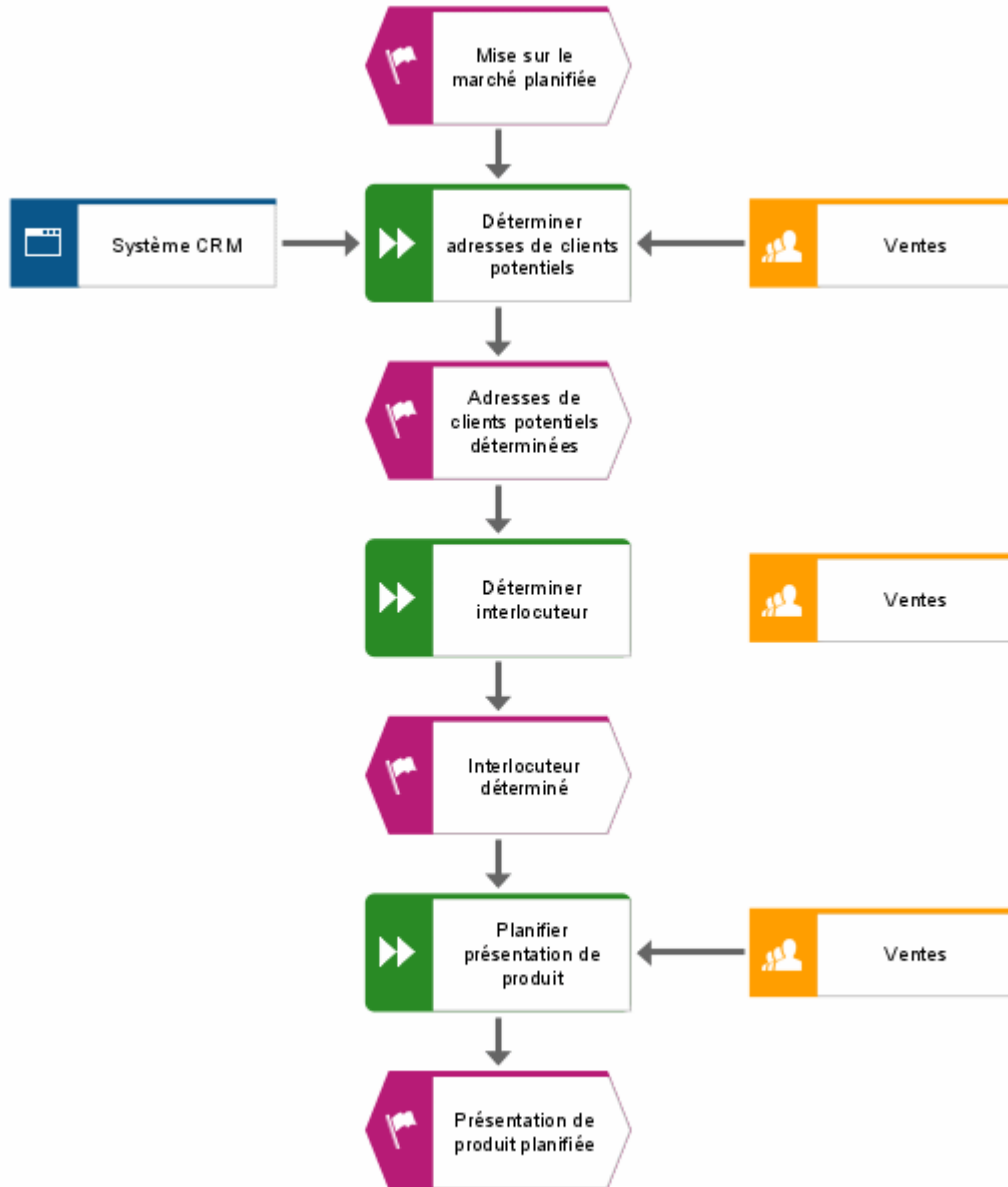 Mise sur le
marché planifiée
Système CRM
Déterminer
adresses de clients
potentiels
Ventes
Adresses de
clients potentiels
déterminées
Déterminer
interlocuteur
Ventes
Interlocuteur
déterminé
Planifier
présentation de
produit
Ventes
Présentation de
produit planifiée